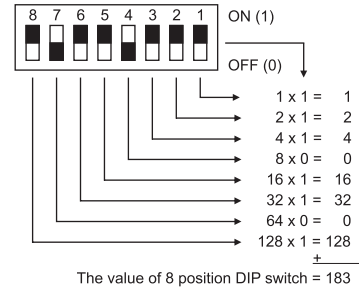 8 7 6 5 4 3 2 1 ON (1)
OFF (0)
1 x 1 = 1
2 x 1 = 2
4 x 1 = 4
8 x 0 = 0
16 x 1 = 16
32 x 1 = 32
64 x 0 = 0
128 x 1 = 128
+
The value of 8 position DIP switch = 183